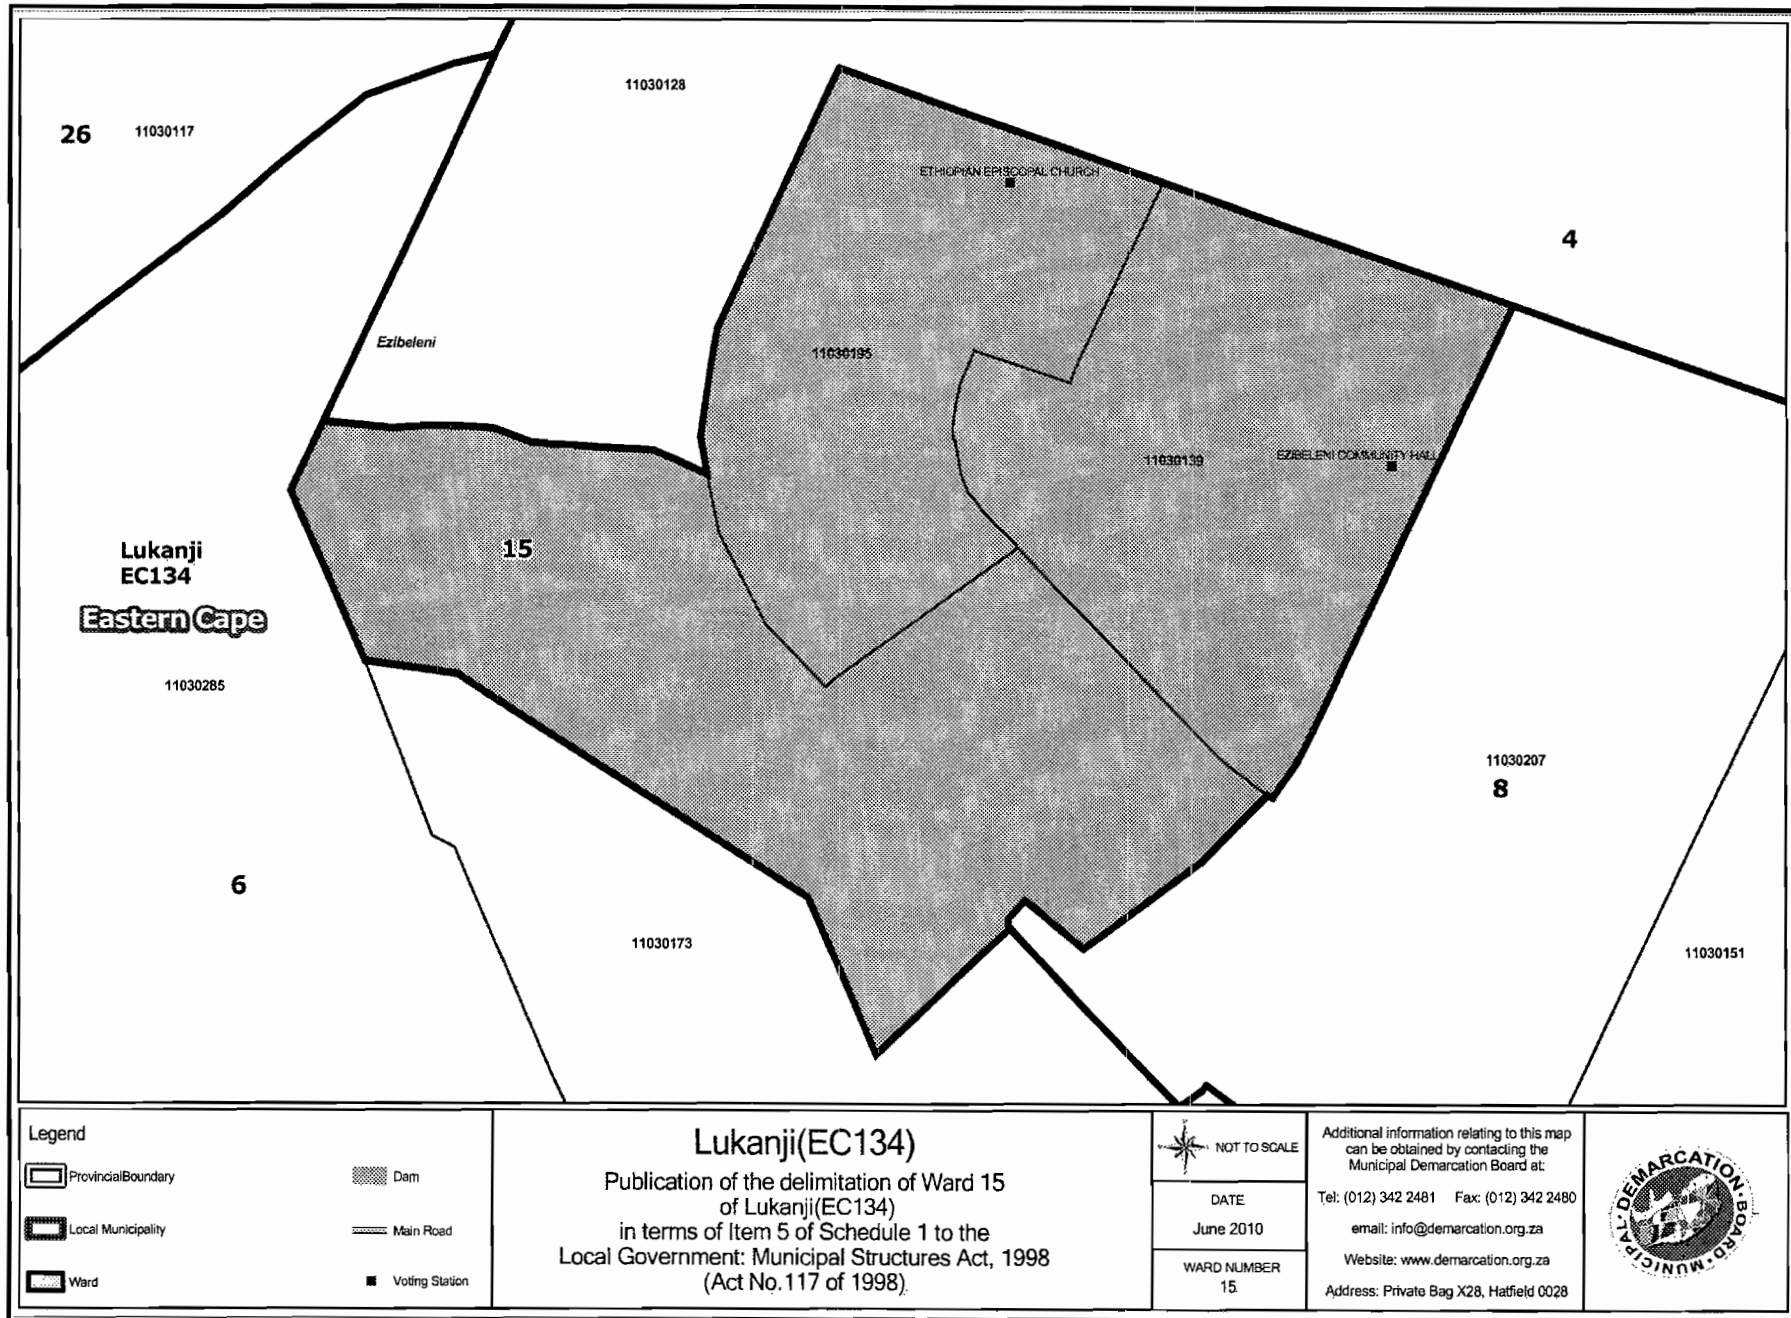 11030128
26
11030117
ETHIOPIAN EPISCOPAL CHURCH
4
Ezibeleni
11030195
11030139
EZIBELENI COMMUNITY HALL
15
Lukanji
EC134
Eastern Cape
11030285
11030207
8
6
11030173
11030151
Legend
ProvincialBoundary
Dam
Local Municipality
Main Road
Ward
Voting Station
Lukanji(EC134)
Publication of the delimitation of Ward 15
of Lukanji(EC134)
in terms of Item 5 of Schedule 1 to the
Local Government: Municipal Structures Act, 1998
(Act No.117 of 1998)
NOT TO SCALE
DATE
June 2010
WARD NUMBER
15
Additional information relating to this map
can be obtained by contacting the
Municipal Demarcation Board at:
Tel: (012) 342 2481 Fax: (012) 342 2480
email: info@demarcation.org.za
Website: www.demarcation.org.za
Address: Private Bag X28, Hatfield 0028
MUNICIPAL DEMARCATION BOARD